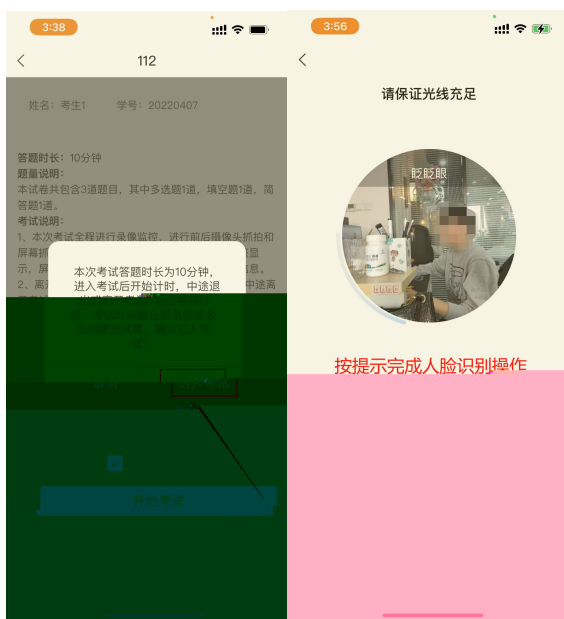 3:38
112
姓名：考生1 学号：20220407
答题时长：10分钟
题量说明：
本试卷共包含3道题目，其中多选题1道，填空题1道，简
答题1道。
考试说明：
1、本次考试全程进行录像监控，进行前后摄像头抓拍和
屏幕抓
显
示，屏
信息。
2、离
中途离
本次考试答题时长为10分钟，
进入考试后开始计时，中途退
开始考试
3:56
请保证光线充足
眨眨眼
按提示完成人脸识别操作